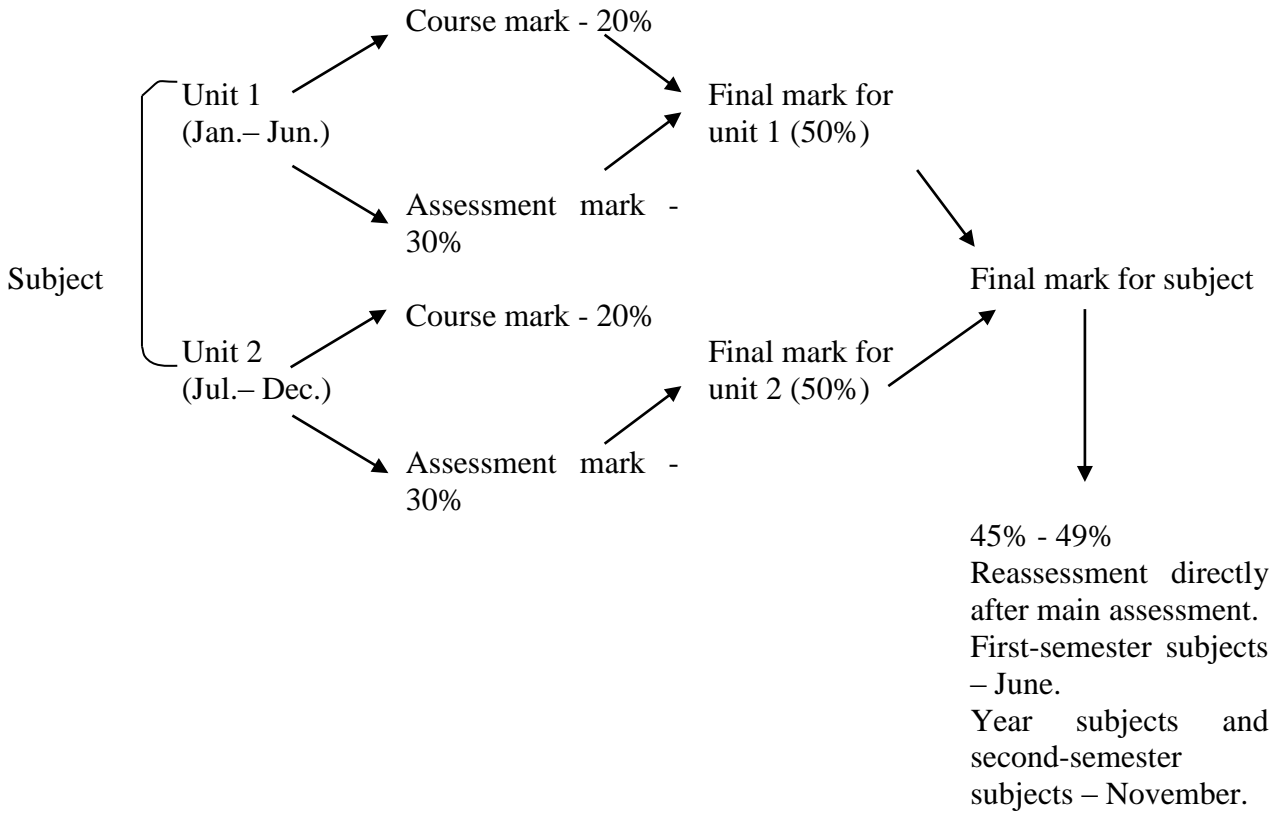 Course mark - 20%
Unit 1
(Jan.– Jun.)
Final mark for
unit 1 (50%)
Assessment mark -
30%
Subject
Final mark for subject
Course mark - 20%
Unit 2
(Jul.– Dec.)
Final mark for
unit 2 (50%)
Assessment mark -
30%
45% - 49%
Reassessment directly
after main assessment.
First-semester subjects
– June.
Year subjects and
second-semester
subjects – November.